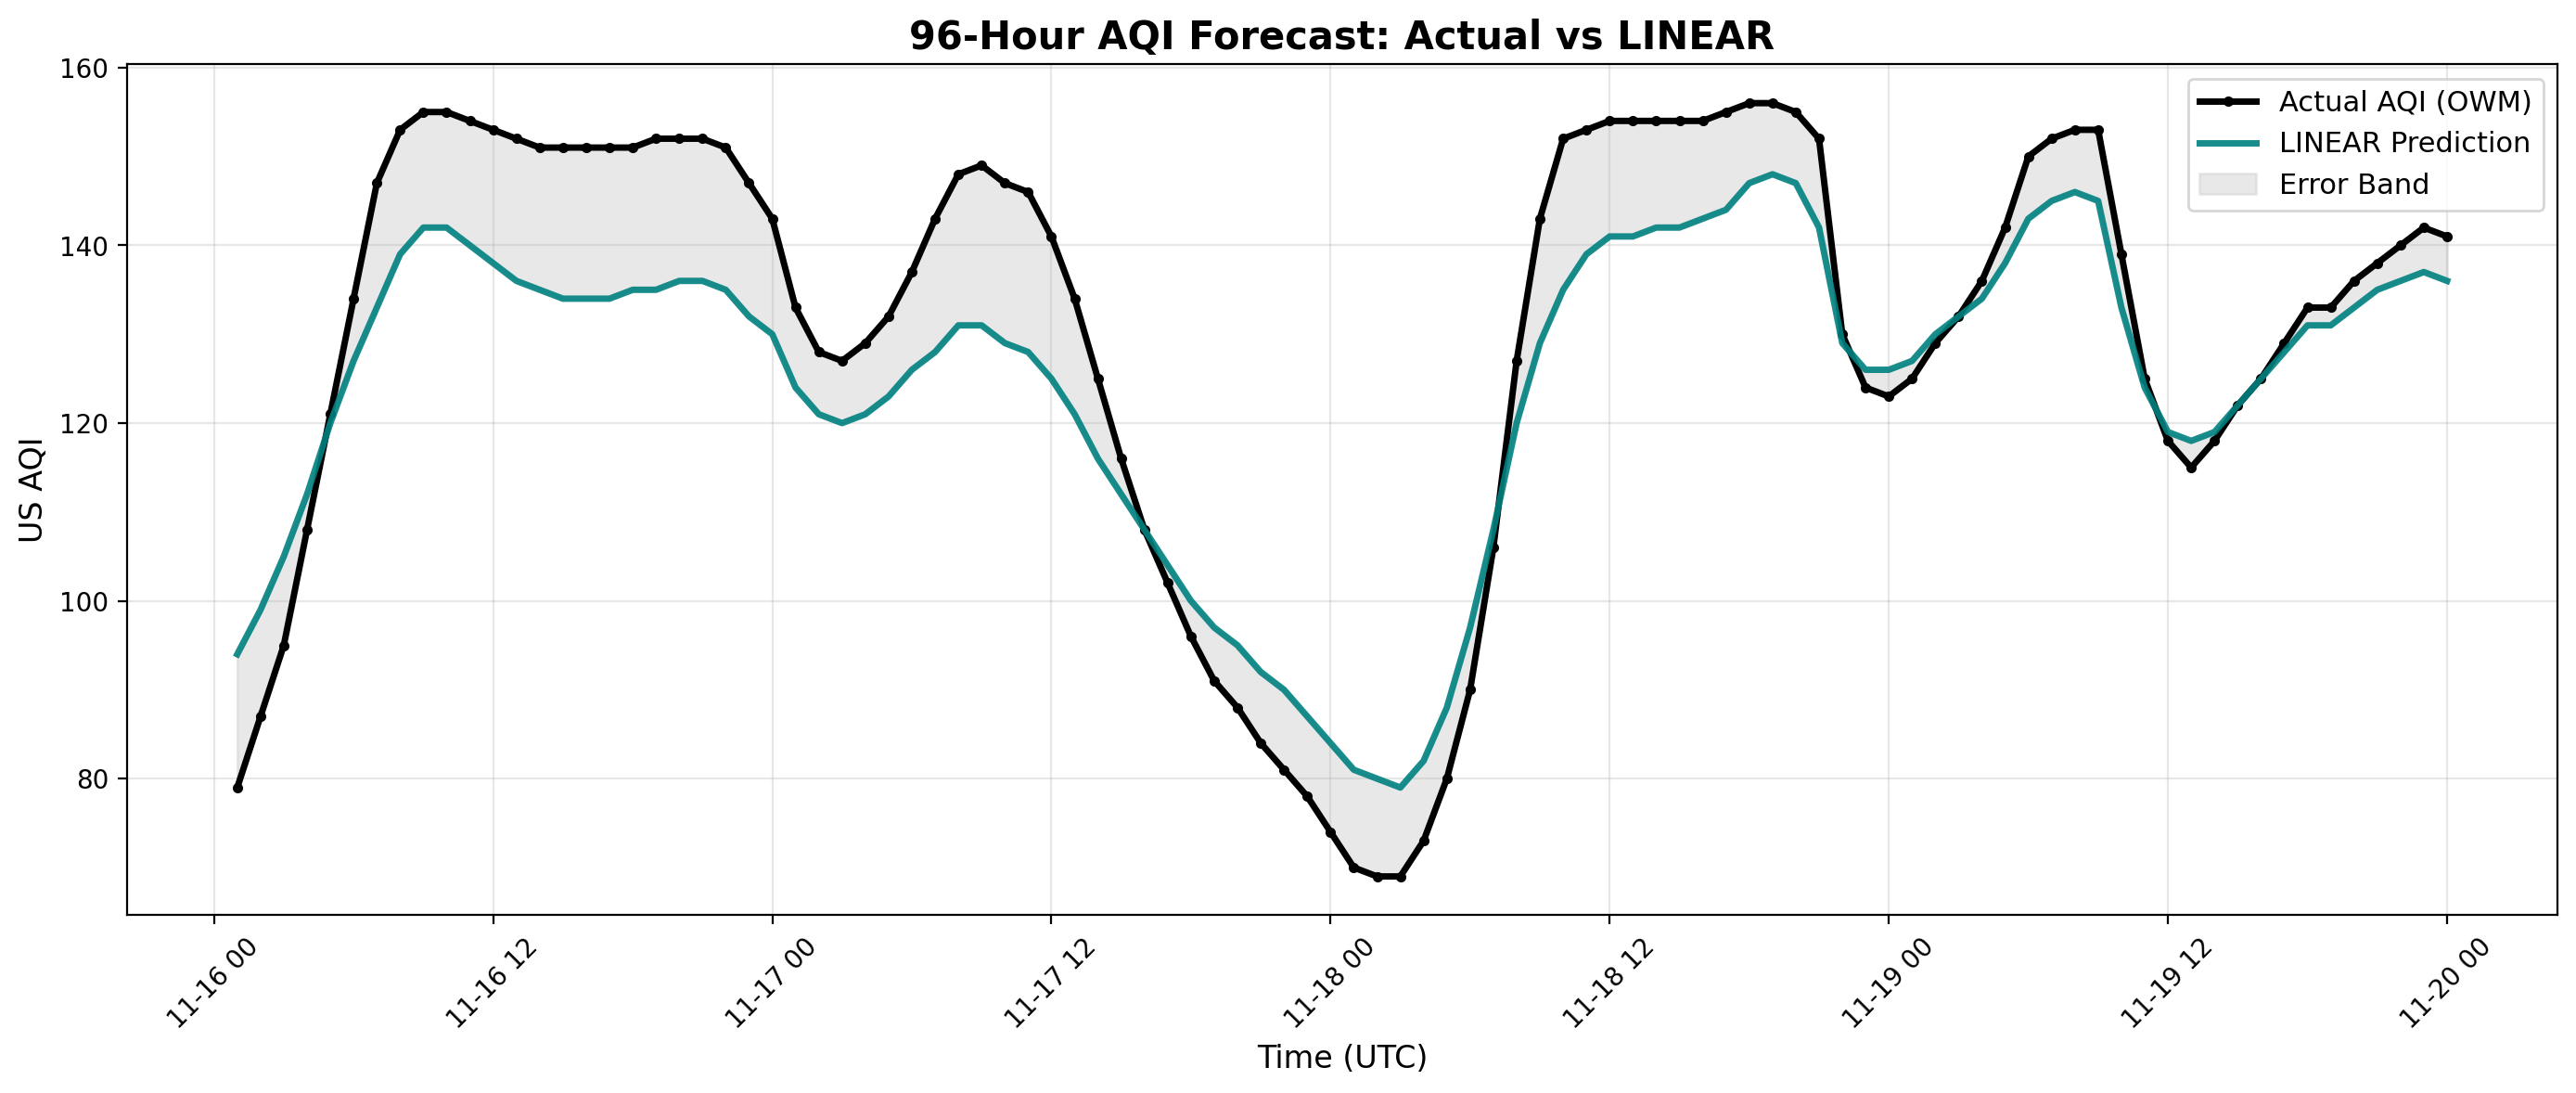 96-Hour AQI Forecast: Actual vs LINEAR
160
140
120
100
80
US AQI
Actual AQI (OWM)
LINEAR Prediction
Error Band
11-16 00
11-16 12
11-17 00
11-17 12
11-18 00
11-18 12
11-19 00
11-19 12
11-20 00
Time (UTC)